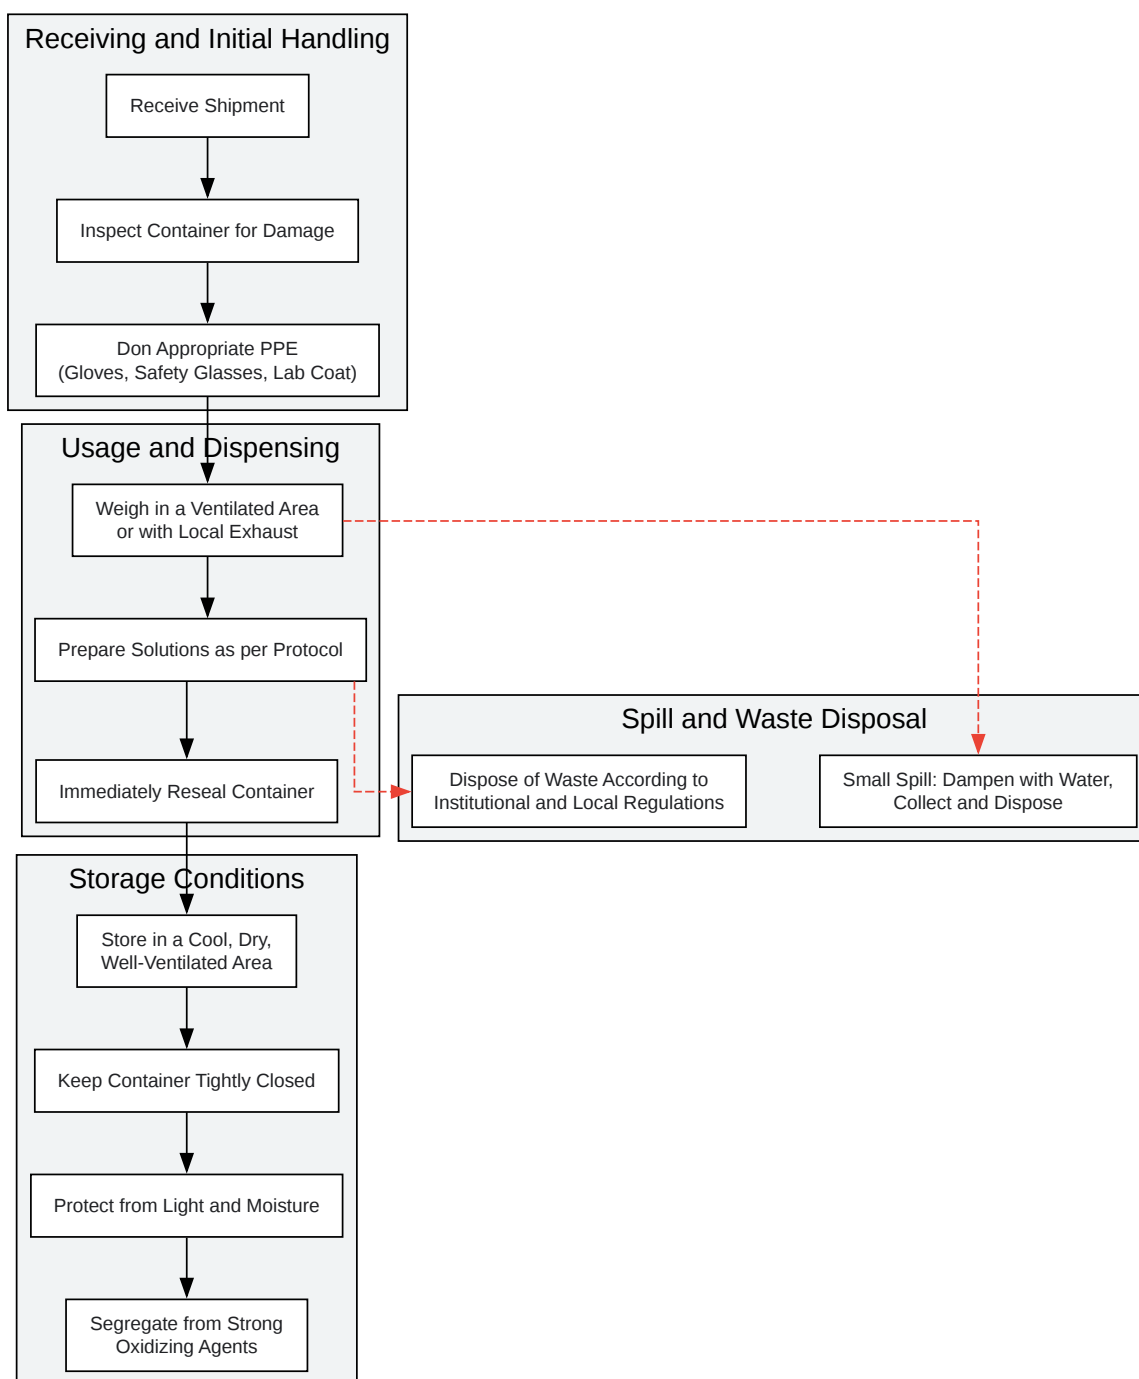 Receiving and Initial Handling
Receive Shipment
Inspect Container for Damage
Don Appropriate PPE
(Gloves, Safety Glasses, Lab Coat)
Usage and Dispensing
Weigh in a Ventilated Area
or with Local Exhaust
Prepare Solutions as per Protocol
Immediately Reseal Container
Spill and Waste Disposal
Dispose of Waste According to
Institutional and Local Regulations
Small Spill: Dampen with Water,
Collect and Dispose
Storage Conditions
Store in a Cool, Dry,
Well-Ventilated Area
Keep Container Tightly Closed
Protect from Light and Moisture
Segregate from Strong
Oxidizing Agents